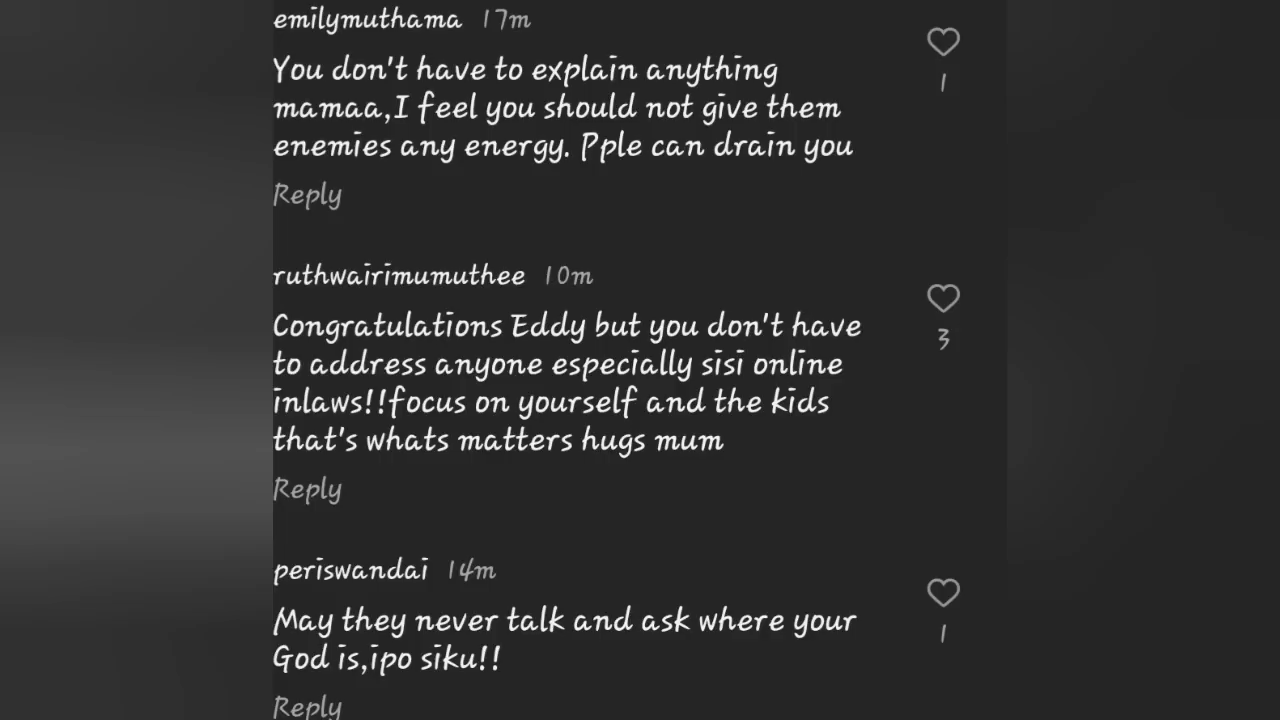 emilymuthama 17m
1
You don't have to explain anything
mamaa,I feel you should not give them
enemies any energy. Pple can drain you
Reply
ruthwairimumuthee 10m
3
Congratulations Eddy but you don't have
to address anyone especially sisi online
inlaws!!focus on yourself and the kids
that's whats matters hugs mum
Reply
periswandai 14m
1
May they never talk and ask where your
God is,ipo siku!!
Reply